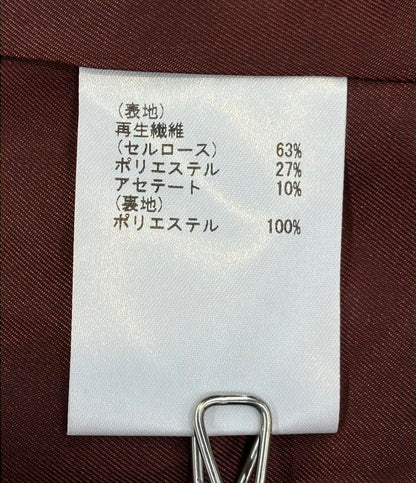 (表地)
再生繊維
(セルロース) 63%
ポリエステル 27%
アセテート 10%
(裏地)
ポリエステル 100%